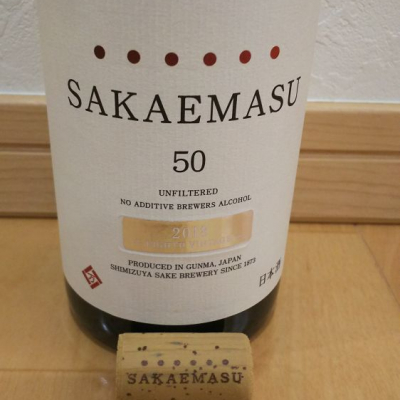 SAKAEMASU
50
UNFILTERED
NO ADDITIVE BREWERS ALCOHOL
PRODUCED IN GUNMA, JAPAN
SHIMIZUYA SAKE BREWERY SINCE 1873
日本酒
SAKAEMASU